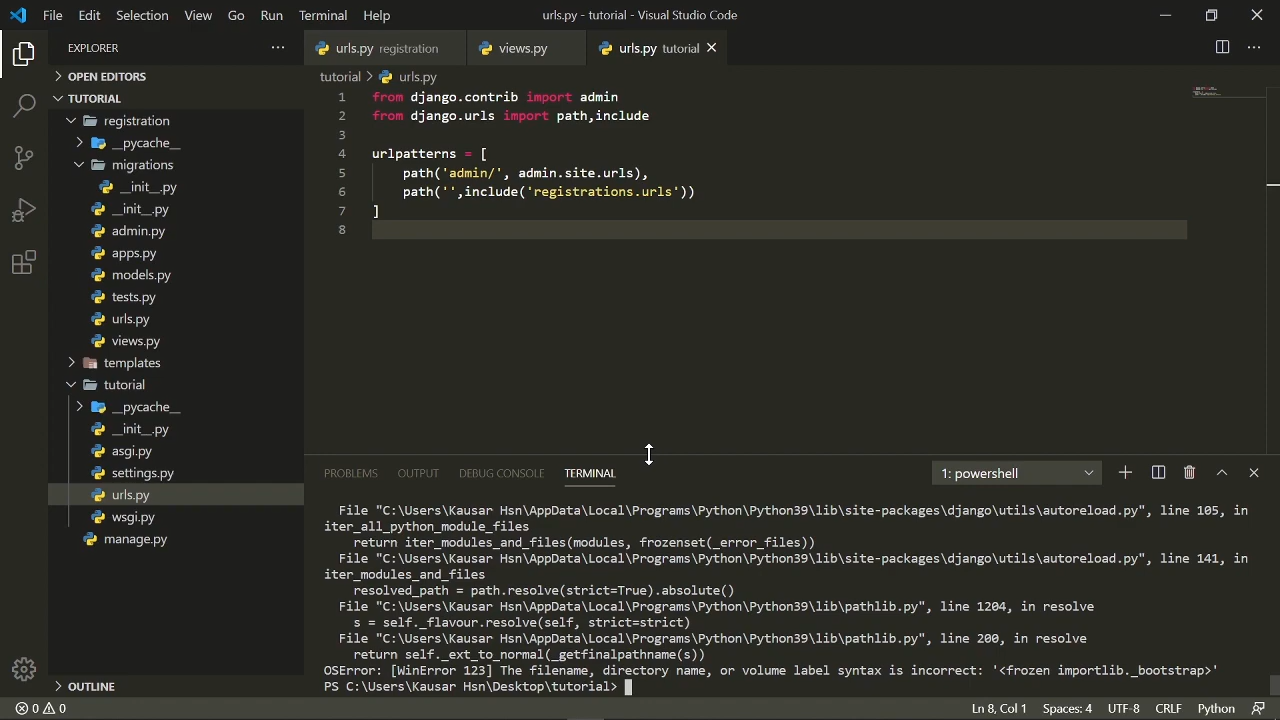 File Edit Selection View Go Run Terminal Help
urls.py - tutorial - Visual Studio Code
EXPLORER
OPEN EDITORS
TUTORIAL
registration
__pycache__
migrations
__init__.py
__init__.py
admin.py
apps.py
models.py
tests.py
urls.py
views.py
templates
tutorial
__pycache__
__init__.py
asgi.py
settings.py
urls.py
wsgi.py
manage.py
OUTLINE
urls.py registration
views.py
urls.py tutorial
tutorial > urls.py
1 from django.contrib import admin
2 from django.urls import path,include
3
4 urlpatterns = [
5 path('admin/', admin.site.urls),
6 path('',include('registrations.urls'))
7 ]
8
PROBLEMS OUTPUT DEBUG CONSOLE TERMINAL
1: powershell
File "C:\Users\Kausar Hsn\AppData\Local\Programs\Python\Python39\lib\site-packages\django\utils\autoreload.py", line 105, in
iter_all_python_module_files
return iter_modules_and_files(modules, frozenset(_error_files))
File "C:\Users\Kausar Hsn\AppData\Local\Programs\Python\Python39\lib\site-packages\django\utils\autoreload.py", line 141, in
iter_modules_and_files
resolved_path = path.resolve(strict=True).absolute()
File "C:\Users\Kausar Hsn\AppData\Local\Programs\Python\Python39\lib\pathlib.py", line 1204, in resolve
s = self._flavour.resolve(self, strict=strict)
File "C:\Users\Kausar Hsn\AppData\Local\Programs\Python\Python39\lib\pathlib.py", line 200, in resolve
return self._ext_to_normal(_getfinalpathname(s))
OSError: [WinError 123] The filename, directory name, or volume label syntax is incorrect: '<frozen importlib._bootstrap>'
PS C:\Users\Kausar Hsn\Desktop\tutorial>
0 0
Ln 8, Col 1 Spaces: 4 UTF-8 CRLF Python